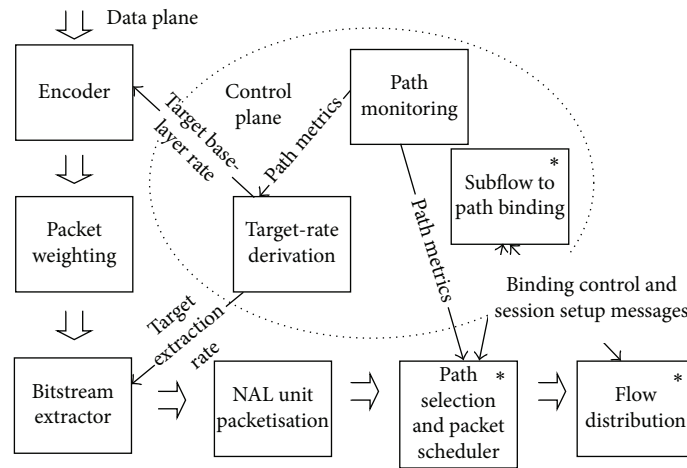 Data plane
Encoder
Control
plane
Path
monitoring
Target base-
layer rate
Path metrics
*
Subflow to
path binding
Packet
weighting
Target-rate
derivation
Path metrics
Binding control and
session setup messages
Target
extraction
rate
Bitstream
extractor
NAL unit
packetisation
Path *
selection
and packet
scheduler
*
Flow
distribution